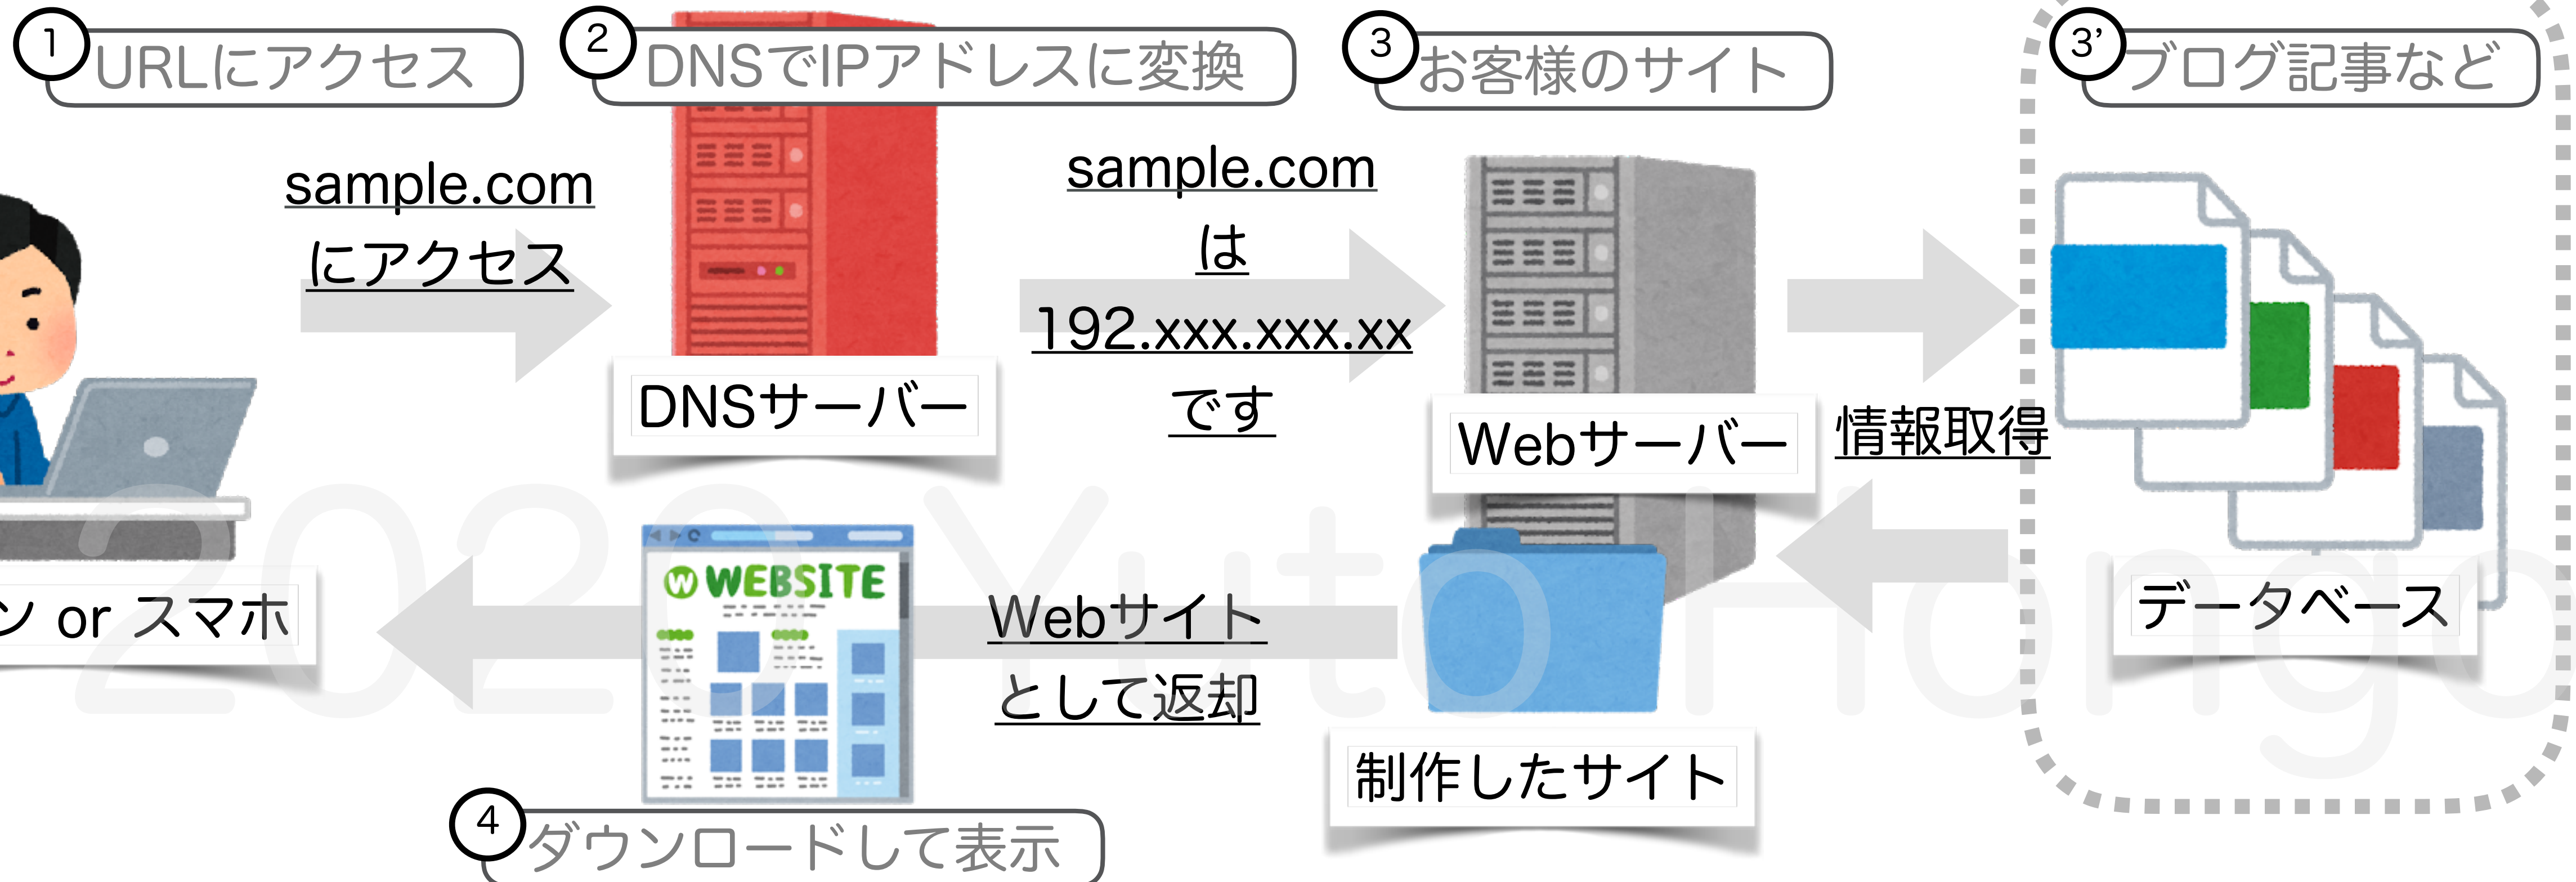 1
URLにアクセス
2
DNSでIPアドレスに変換
3
お客様のサイト
3’
ブログ記事など
sample.com
にアクセス
sample.com
は
192.xxx.xxx.xx
です
DNSサーバー
Webサーバー
情報取得
W WEBSITE
ン or スマホ
Webサイト
として返却
データベース
制作したサイト
4
ダウンロードして表示
2020 Yuto Hongo